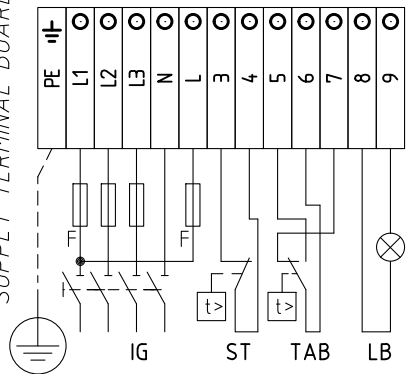 SUPPLY TERMINAL BOARD
PE L1 L2 L3 N L 3 4 5 6 7 8 9
F F
t> t>
IG ST TAB LB